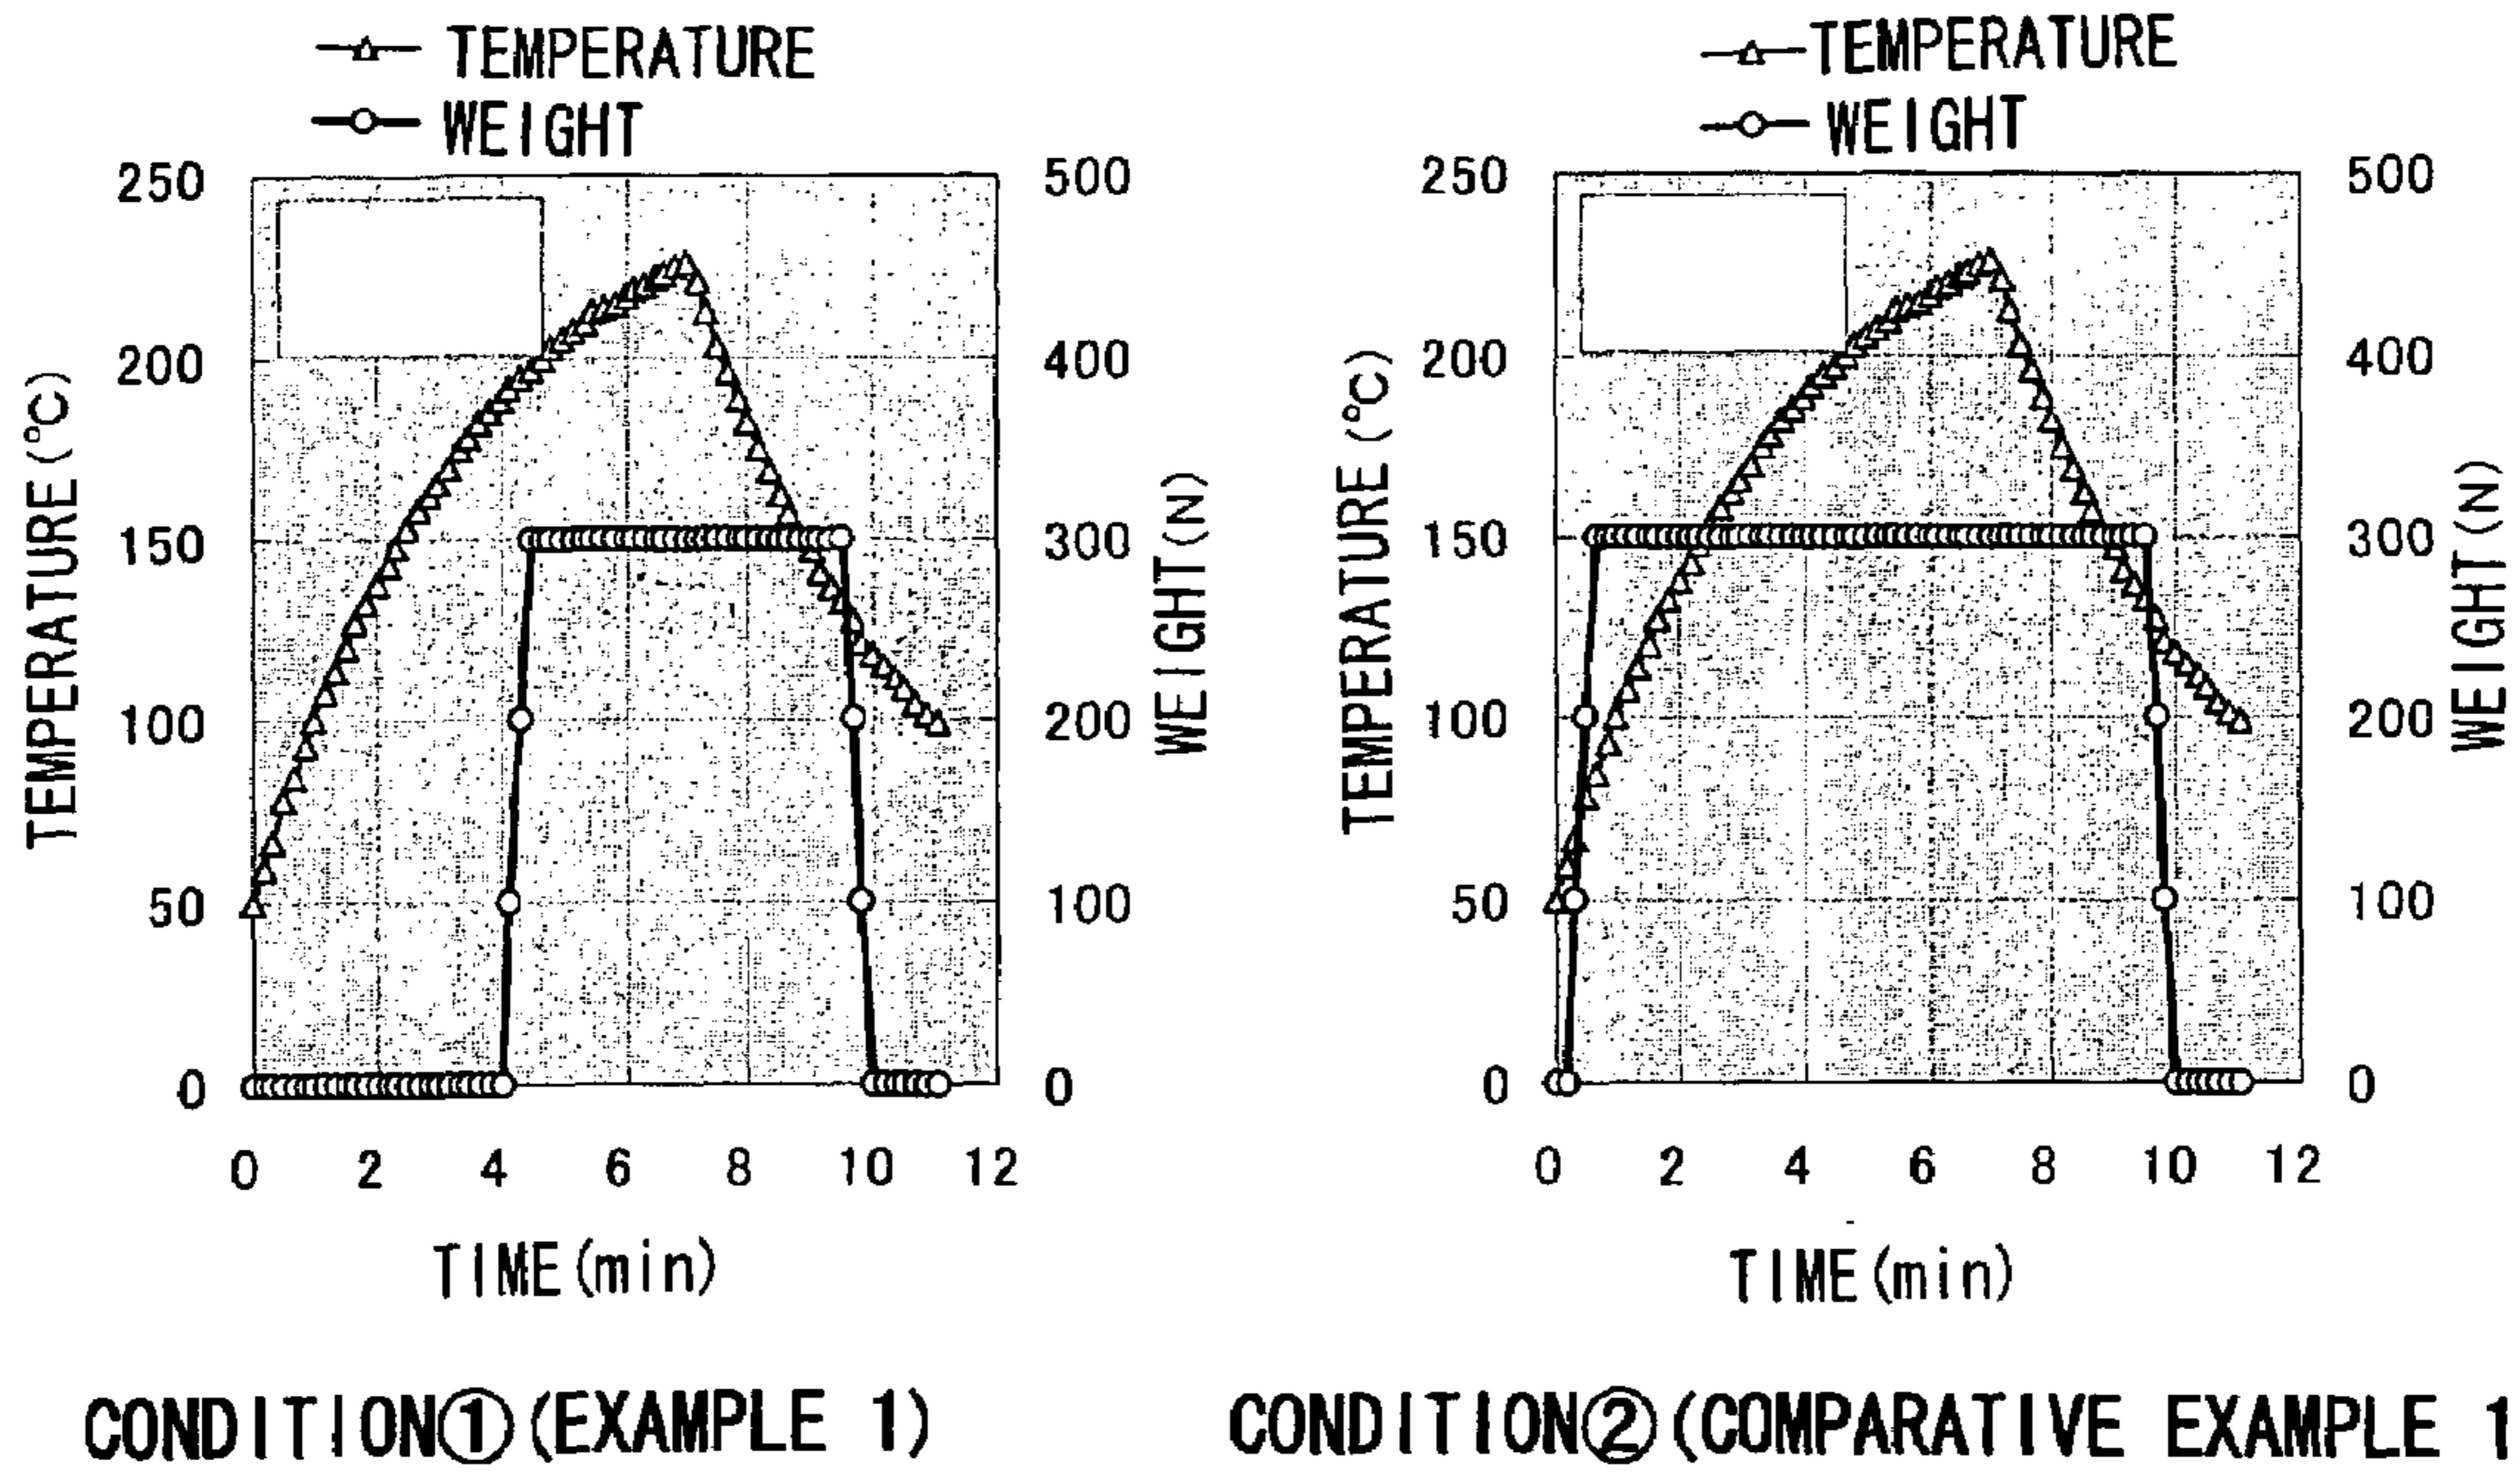 TEMPERATURE
WEIGHT
250
200
150
100
50
0
500
400
300
200
100
0
0 2 4 6 8 10 12
TEMPERATURE(°C)
WEIGHT(N)
TIME(min)
CONDITION①(EXAMPLE 1)
TEMPERATURE
WEIGHT
250
200
150
100
50
0
500
400
300
200
100
0
0 2 4 6 8 10 12
TEMPERATURE(°C)
WEIGHT(N)
TIME(min)
CONDITION②(COMPARATIVE EXAMPLE 1